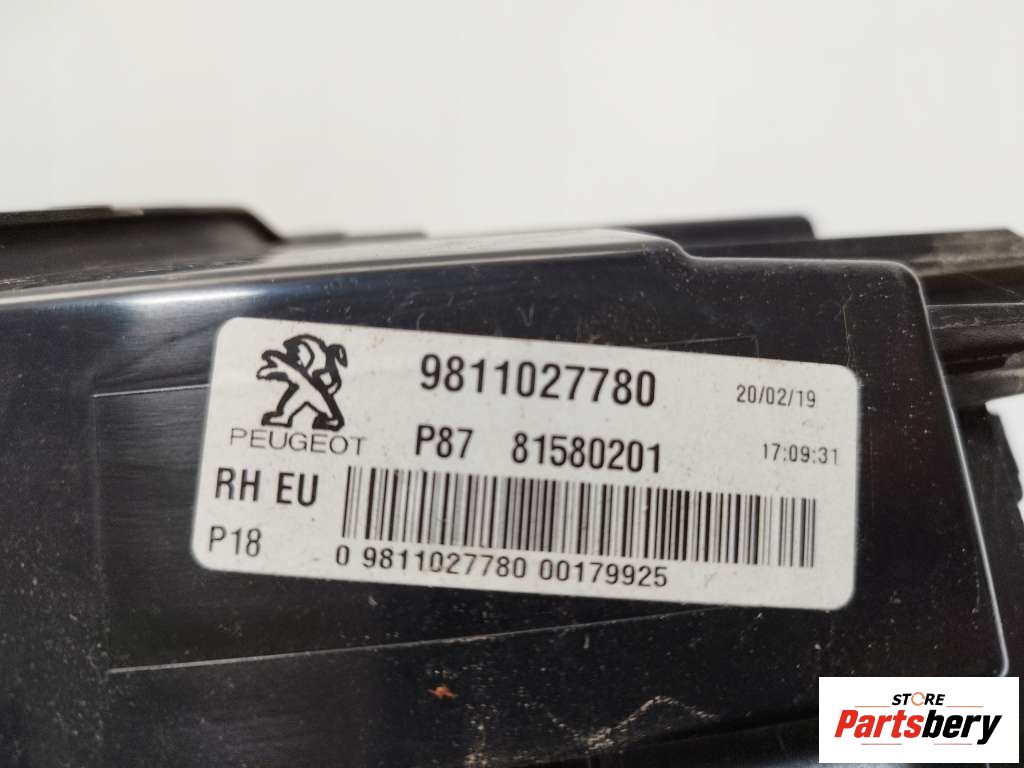 PEUGEOT
9811027780 20/02/19
P87 81580201 17:09:31
RH EU
P18
0 9811027780 00179925
STORE
Partsbery